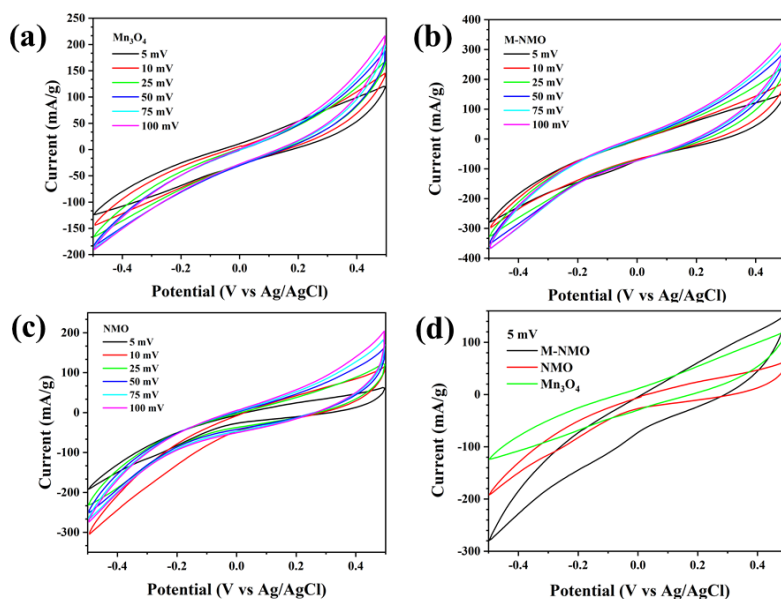 (a)
Mn₃O₄
5 mV
10 mV
25 mV
50 mV
75 mV
100 mV
250
200
150
100
50
0
-50
-100
-150
-200
Current (mA/g)
-0.4 -0.2 0.0 0.2 0.4
Potential (V vs Ag/AgCl)
(b)
M-NMO
5 mV
10 mV
25 mV
50 mV
75 mV
100 mV
400
300
200
100
0
-100
-200
-300
-400
Current (mA/g)
-0.4 -0.2 0.0 0.2 0.4
Potential (V vs Ag/AgCl)
(c)
NMO
5 mV
10 mV
25 mV
50 mV
75 mV
100 mV
200
100
0
-100
-200
-300
Current (mA/g)
-0.4 -0.2 0.0 0.2 0.4
Potential (V vs Ag/AgCl)
(d)
5 mV
M-NMO
NMO
Mn₃O₄
100
0
-100
-200
-300
Current (mA/g)
-0.4 -0.2 0.0 0.2 0.4
Potential (V vs Ag/AgCl)